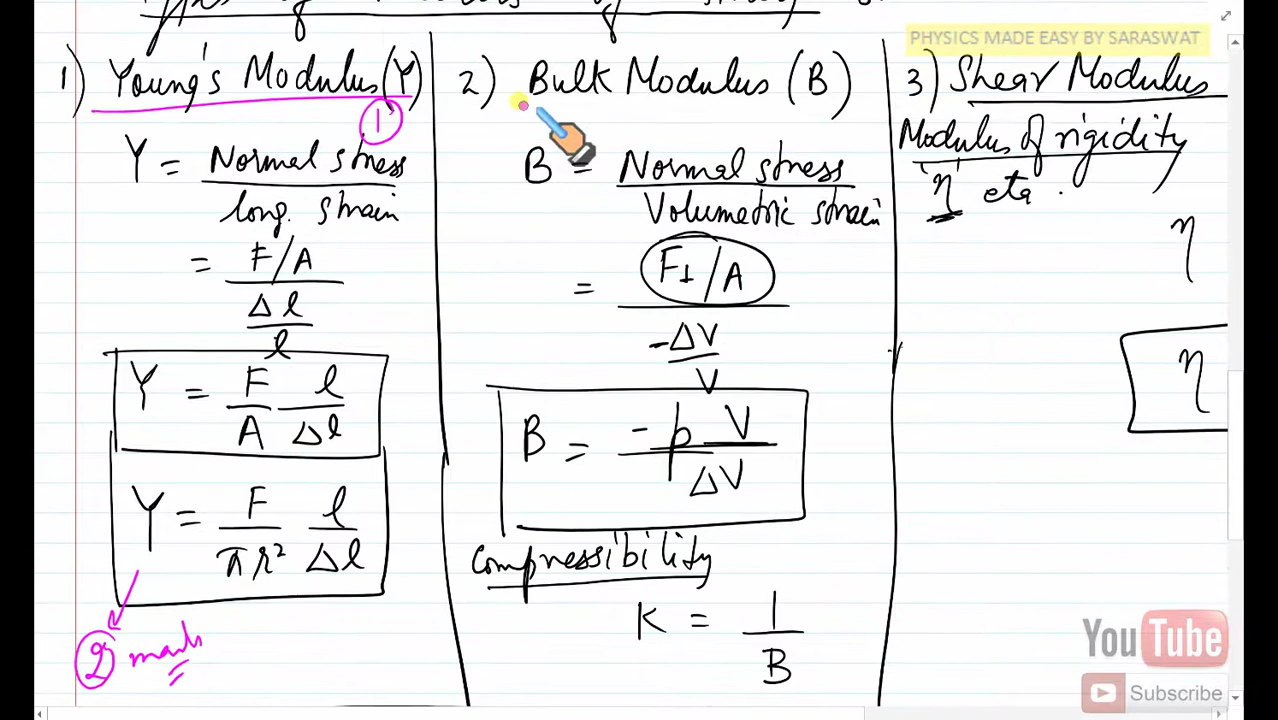 PHYSICS MADE EASY BY SARASWAT
1) Young's Modulus (Y)
①
Y = Normal stress
long. strain
= F/A
Δl
l
Y = F l
A Δl
Y = F l
πr² Δl
② marks
2) Bulk Modulus (B)
B = Normal stress
Volumetric strain
= F⊥/A
-ΔV
V
B = -p V
ΔV
Compressibility
K = 1
B
3) Shear Modulus
Modulus of rigidity
'η' eta.
η
η
You Tube
Subscribe